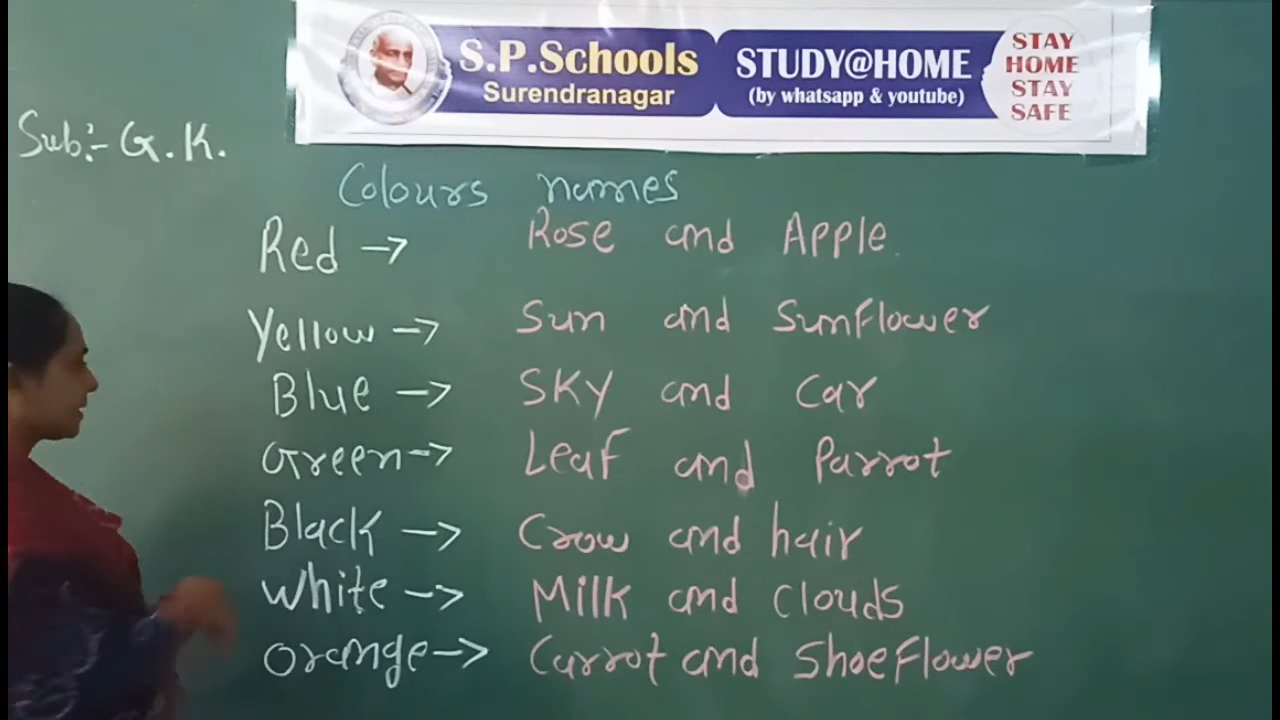 S.P.Schools
Surendranagar
STUDY@HOME
(by whatsapp & youtube)
STAY
HOME
STAY
SAFE
Sub:- G.K.
Colours names
Red → Rose and Apple.
Yellow → Sun and Sunflower
Blue → Sky and Car
Green → Leaf and Parrot
Black → Crow and hair
White → Milk and Clouds
Orange → Carrot and Shoeflower